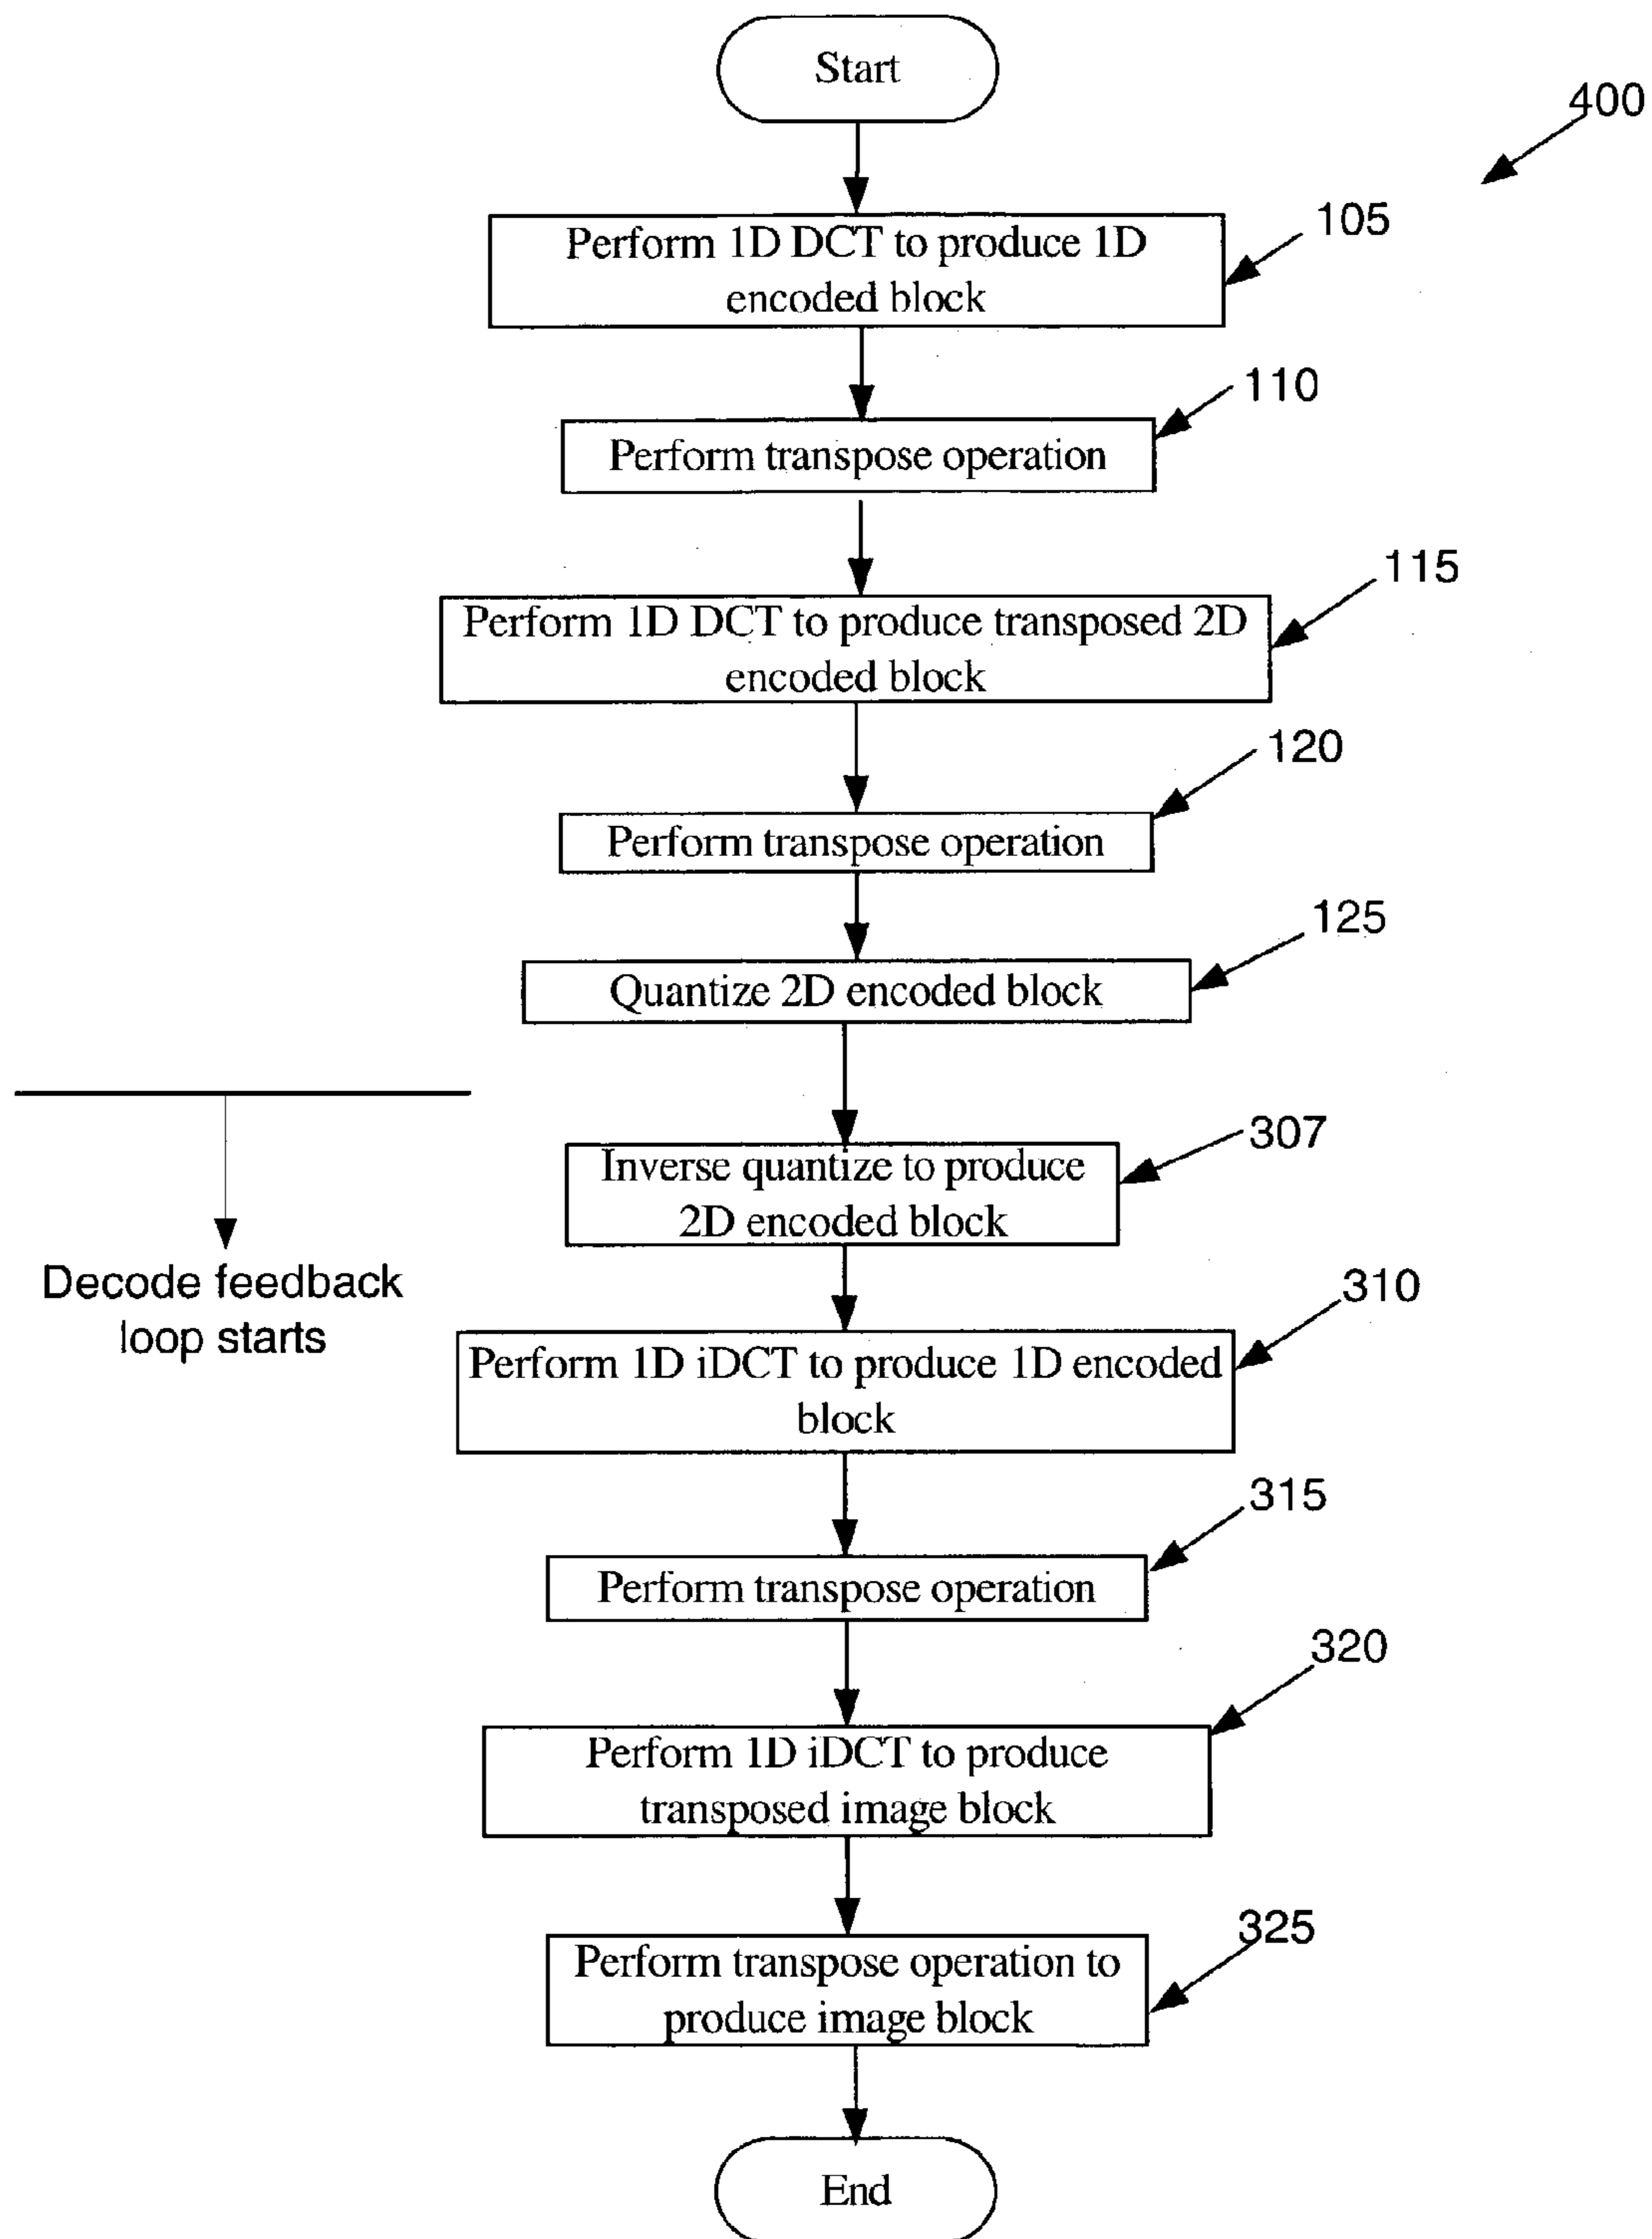 Start
400
Perform 1D DCT to produce 1D
encoded block
105
Perform transpose operation
110
Perform 1D DCT to produce transposed 2D
encoded block
115
Perform transpose operation
120
Quantize 2D encoded block
125
Decode feedback
loop starts
Inverse quantize to produce
2D encoded block
307
Perform 1D iDCT to produce 1D encoded
block
310
Perform transpose operation
315
Perform 1D iDCT to produce
transposed image block
320
Perform transpose operation to
produce image block
325
End